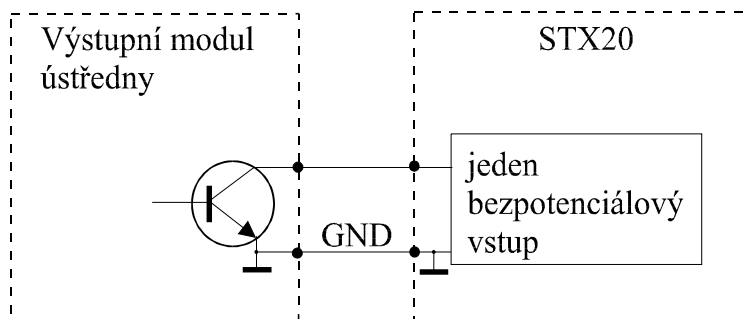 Výstupní modul
ústředny
STX20
jeden
bezpotenciálový
vstup
GND